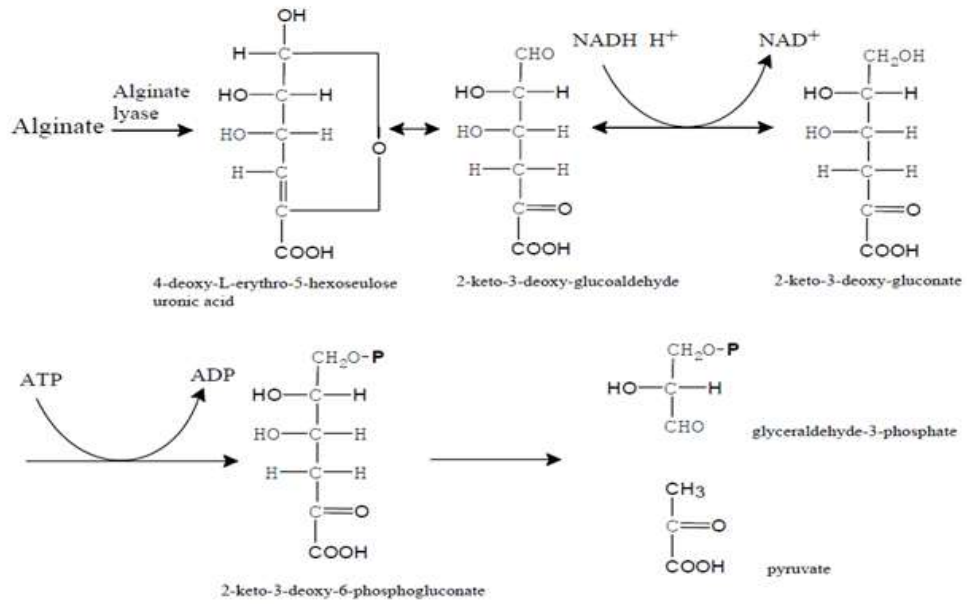 OH
H C
CHO
NADH H+
NAD+
CH2OH
HO C H
HO C H
HO C H
Alginate
Alginate
lyase
HO C H
HO C H
HO C H
O
H C
H C H
H C H
C
C O
C O
COOH
COOH
COOH
4-deoxy-L-erythro-5-hexoseulose
uronic acid
2-keto-3-deoxy-glucoaldehyde
2-keto-3-deoxy-gluconate
ATP
ADP
CH2O-P
HO C H
HO C H
H C H
C O
COOH
2-keto-3-deoxy-6-phosphogluconate
CH2O-P
HO C H
CHO
glyceraldehyde-3-phosphate
CH3
C O
COOH
pyruvate